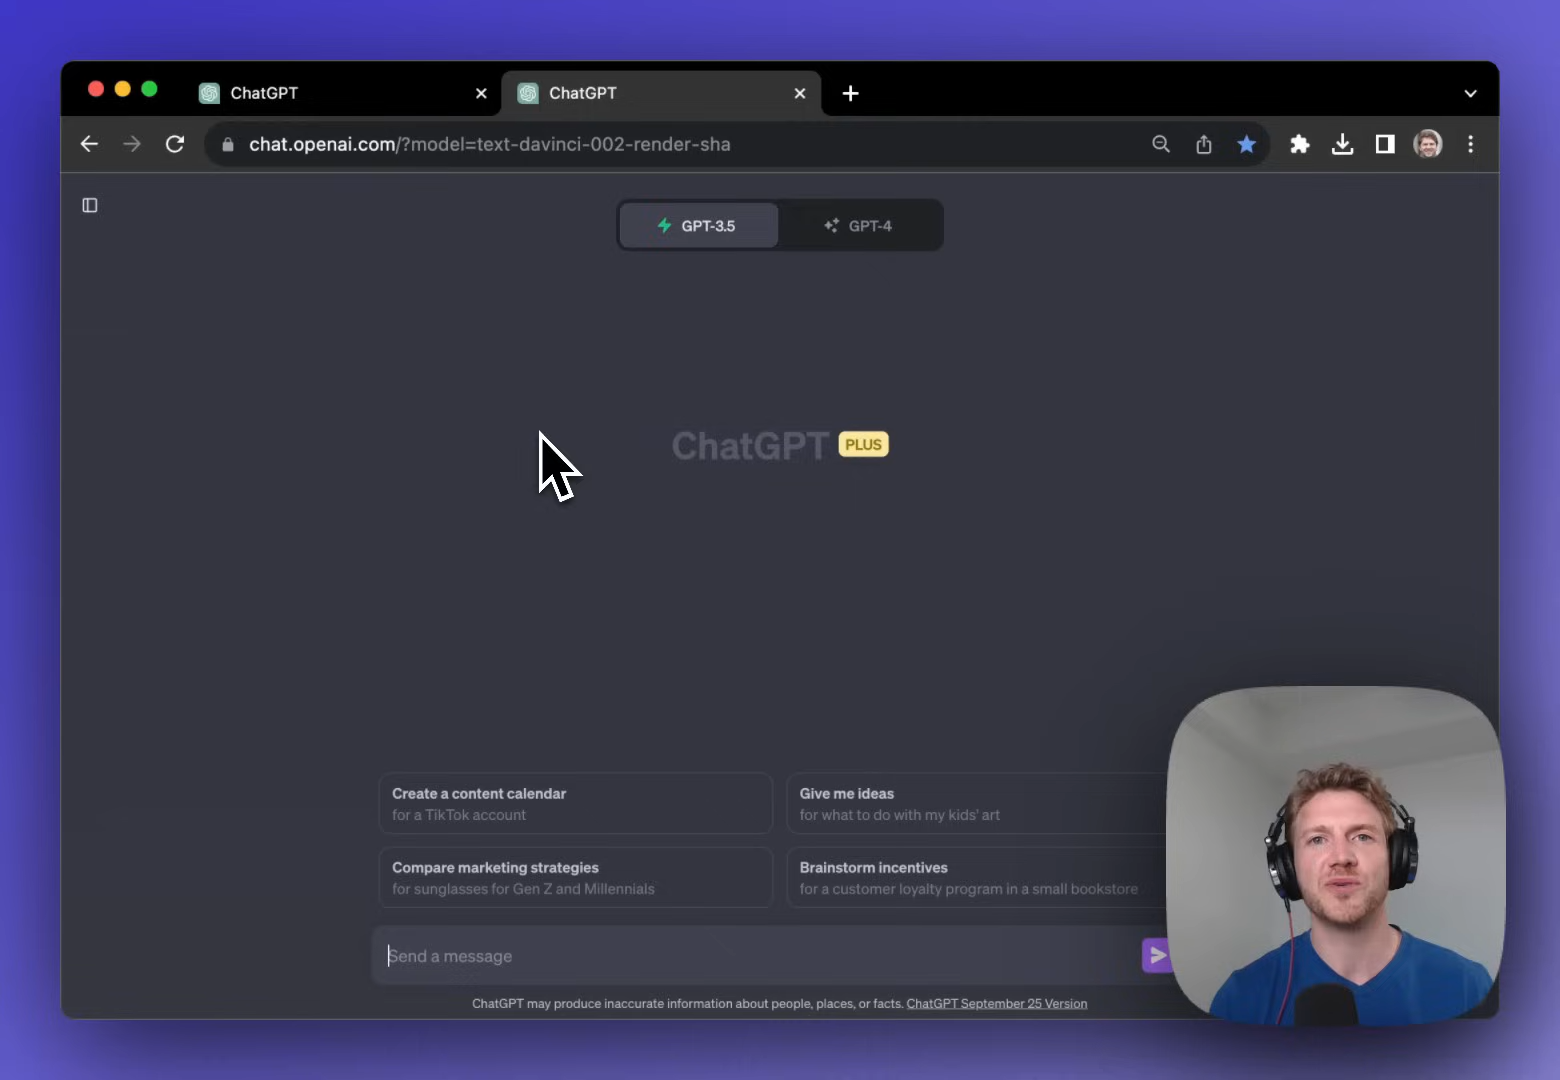 ChatGPT
ChatGPT
chat.openai.com/?model=text-davinci-002-render-sha
GPT-3.5
GPT-4
ChatGPT PLUS
Create a content calendar
for a TikTok account
Give me ideas
for what to do with my kids' art
Compare marketing strategies
for sunglasses for Gen Z and Millennials
Brainstorm incentives
for a customer loyalty program in a small bookstore
Send a message
ChatGPT may produce inaccurate information about people, places, or facts. ChatGPT September 25 Version